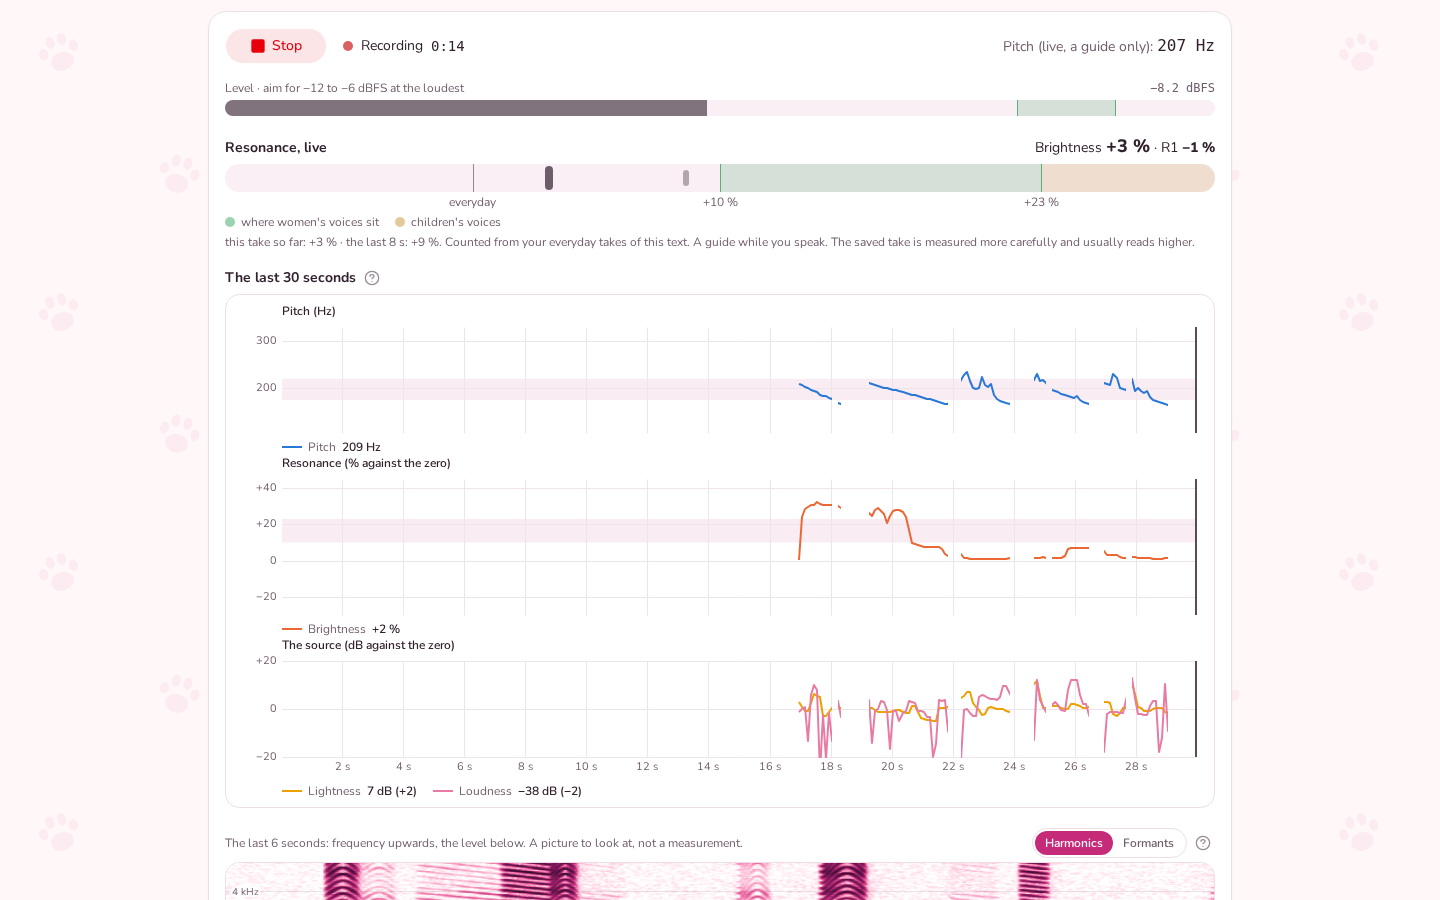 Stop
Recording 0:14
Pitch (live, a guide only): 207 Hz
Level · aim for −12 to −6 dBFS at the loudest
−8.2 dBFS
Resonance, live
Brightness +3 % · R1 −1 %
everyday
+10 %
+23 %
where women's voices sit
children's voices
this take so far: +3 % · the last 8 s: +9 %. Counted from your everyday takes of this text. A guide while you speak. The saved take is measured more carefully and usually reads higher.
The last 30 seconds ?
Pitch (Hz)
300
200
Pitch 209 Hz
Resonance (% against the zero)
+40
+20
0
−20
Brightness +2 %
The source (dB against the zero)
+20
0
−20
2 s 4 s 6 s 8 s 10 s 12 s 14 s 16 s 18 s 20 s 22 s 24 s 26 s 28 s
Lightness 7 dB (+2) Loudness −38 dB (−2)
The last 6 seconds: frequency upwards, the level below. A picture to look at, not a measurement.
Harmonics Formants ?
4 kHz